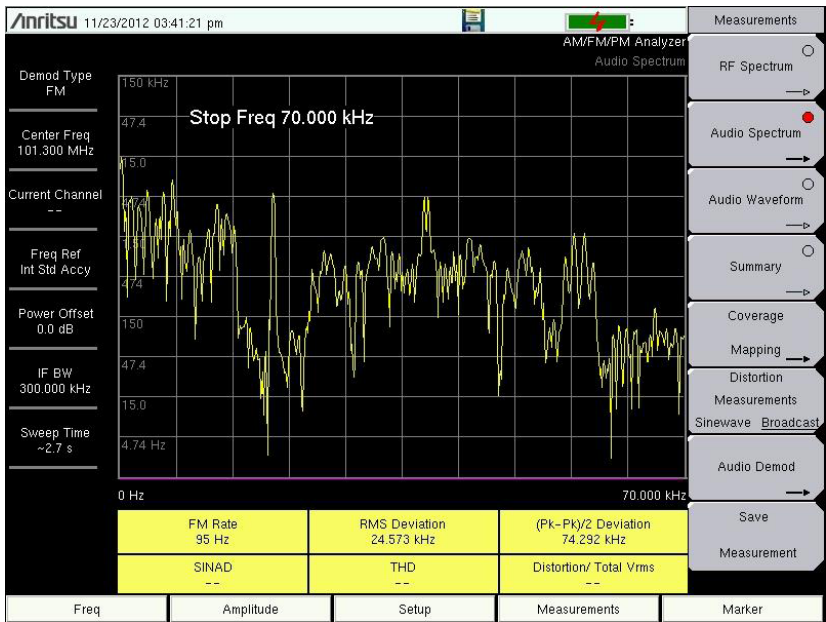 /Inritsu 11/23/2012 03:41:21 pm
AM/FM/PM Analyzer
Audio Spectrum
Demod Type
FM
Center Freq
101.300 MHz
Current Channel
--
Freq Ref
Int Std Accy
Power Offset
0.0 dB
IF BW
300.000 kHz
Sweep Time
~2.7 s
150 kHz
47.4
Stop Freq 70.000 kHz
15.0
4.74
474
150
47.4
15.0
4.74 Hz
0 Hz
70.000 kHz
FM Rate
95 Hz
RMS Deviation
24.573 kHz
(Pk-Pk)/2 Deviation
74.292 kHz
SINAD
--
THD
--
Distortion/ Total Vrms
--
Measurements
RF Spectrum
Audio Spectrum
Audio Waveform
Summary
Coverage
Mapping
Distortion
Measurements
Sinewave Broadcast
Audio Demod
Save
Measurement
Freq
Amplitude
Setup
Measurements
Marker